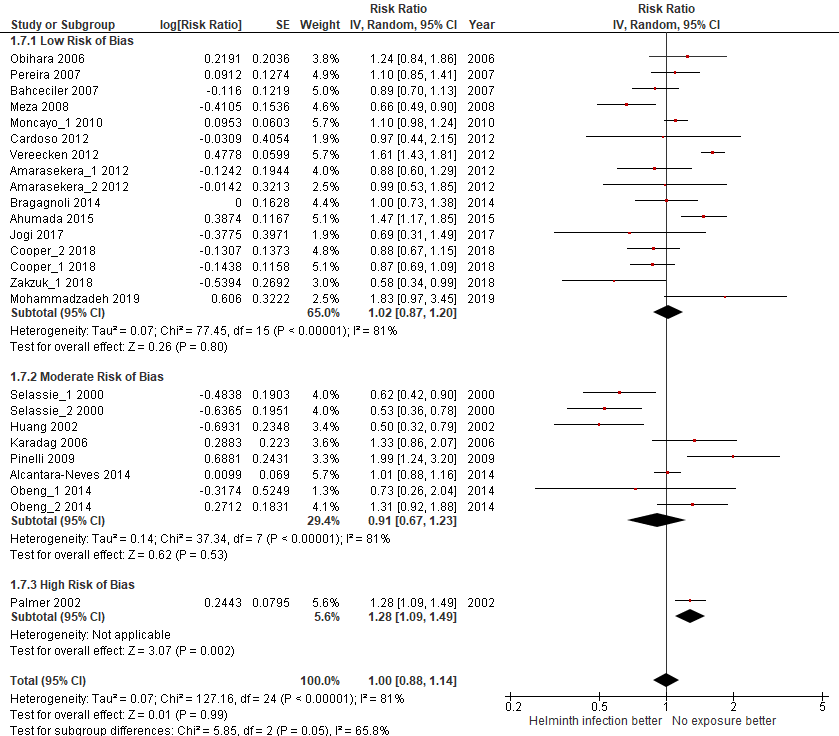 Risk Ratio Risk Ratio
Study or Subgroup log[Risk Ratio] SE Weight IV, Random, 95% CI Year IV, Random, 95% CI
1.7.1 Low Risk of Bias
Obihara 2006 0.2191 0.2036 3.8% 1.24 [0.84, 1.86] 2006
Pereira 2007 0.0912 0.1274 4.9% 1.10 [0.85, 1.41] 2007
Bahceciler 2007 -0.116 0.1219 5.0% 0.89 [0.70, 1.13] 2007
Meza 2008 -0.4105 0.1536 4.6% 0.66 [0.49, 0.90] 2008
Moncayo_1 2010 0.0953 0.0603 5.7% 1.10 [0.98, 1.24] 2010
Cardoso 2012 -0.0309 0.4054 1.8% 0.97 [0.44, 2.15] 2012
Vereecken 2012 0.4778 0.0599 5.7% 1.61 [1.43, 1.81] 2012
Amarasekera_1 2012 -0.1242 0.1944 4.0% 0.88 [0.60, 1.29] 2012
Amarasekera_2 2012 -0.0142 0.3213 2.5% 0.99 [0.53, 1.85] 2012
Bragagnoli 2014 0 0.1628 4.4% 1.00 [0.73, 1.38] 2014
Ahumada 2015 0.3874 0.1167 5.1% 1.47 [1.17, 1.85] 2015
Jogi 2017 -0.3775 0.3971 1.9% 0.69 [0.31, 1.49] 2017
Cooper_2 2018 -0.1307 0.1373 4.8% 0.88 [0.67, 1.15] 2018
Cooper_1 2018 -0.1438 0.1158 5.1% 0.87 [0.69, 1.09] 2018
Zakzuk_1 2018 -0.5394 0.2692 3.0% 0.58 [0.34, 0.99] 2018
Mohammadzadeh 2019 0.606 0.3222 2.5% 1.83 [0.97, 3.45] 2019
Subtotal (95% CI) 65.0% 1.02 [0.87, 1.20]
Heterogeneity: Tau² = 0.07; Chi² = 77.45, df = 15 (P < 0.00001); I² = 81%
Test for overall effect: Z = 0.26 (P = 0.80)
1.7.2 Moderate Risk of Bias
Selassie_1 2000 -0.4838 0.1903 4.0% 0.62 [0.42, 0.90] 2000
Selassie_2 2000 -0.6365 0.1951 4.0% 0.53 [0.36, 0.78] 2000
Huang 2002 -0.6931 0.2348 3.4% 0.50 [0.32, 0.79] 2002
Karadag 2006 0.2883 0.223 3.6% 1.33 [0.86, 2.07] 2006
Pinelli 2009 0.6881 0.2431 3.3% 1.99 [1.24, 3.20] 2009
Alcantara-Neves 2014 0.0099 0.069 5.6% 1.01 [0.88, 1.16] 2014
Obeng_1 2014 -0.3174 0.5249 1.3% 0.73 [0.26, 2.04] 2014
Obeng_2 2014 0.2712 0.1831 4.1% 1.31 [0.92, 1.88] 2014
Subtotal (95% CI) 29.4% 0.91 [0.67, 1.23]
Heterogeneity: Tau² = 0.14; Chi² = 37.34, df = 7 (P < 0.00001); I² = 81%
Test for overall effect: Z = 0.62 (P = 0.53)
1.7.3 High Risk of Bias
Palmer 2002 0.2443 0.0795 5.6% 1.28 [1.09, 1.49] 2002
Subtotal (95% CI) 5.6% 1.28 [1.09, 1.49]
Heterogeneity: Not applicable
Test for overall effect: Z = 3.07 (P = 0.002)
Total (95% CI) 100.0% 1.00 [0.88, 1.14]
Heterogeneity: Tau² = 0.07; Chi² = 127.16, df = 24 (P < 0.00001); I² = 81%
Test for overall effect: Z = 0.01 (P = 0.99)
Test for subgroup differences: Chi² = 5.85, df = 2 (P = 0.05), I² = 65.8%
0.2 0.5 1 2 5
Helminth infection better No exposure better